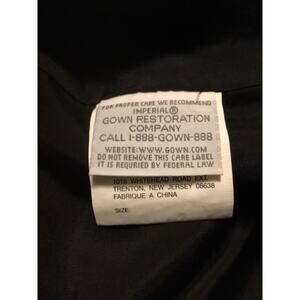 FOR PROPER CARE WE RECOMMEND
IMPERIAL®
GOWN RESTORATION
COMPANY
CALL 1-888-GOWN-888
WEBSITE:WWW.GOWN.COM
DO NOT REMOVE THIS CARE LABEL
IT IS REQURIED BY FEDERAL LAW
1018 WHITEHEAD ROAD EXT.
TRENTON, NEW JERSEY 08638
FABRIQUE A CHINA
SIZE: